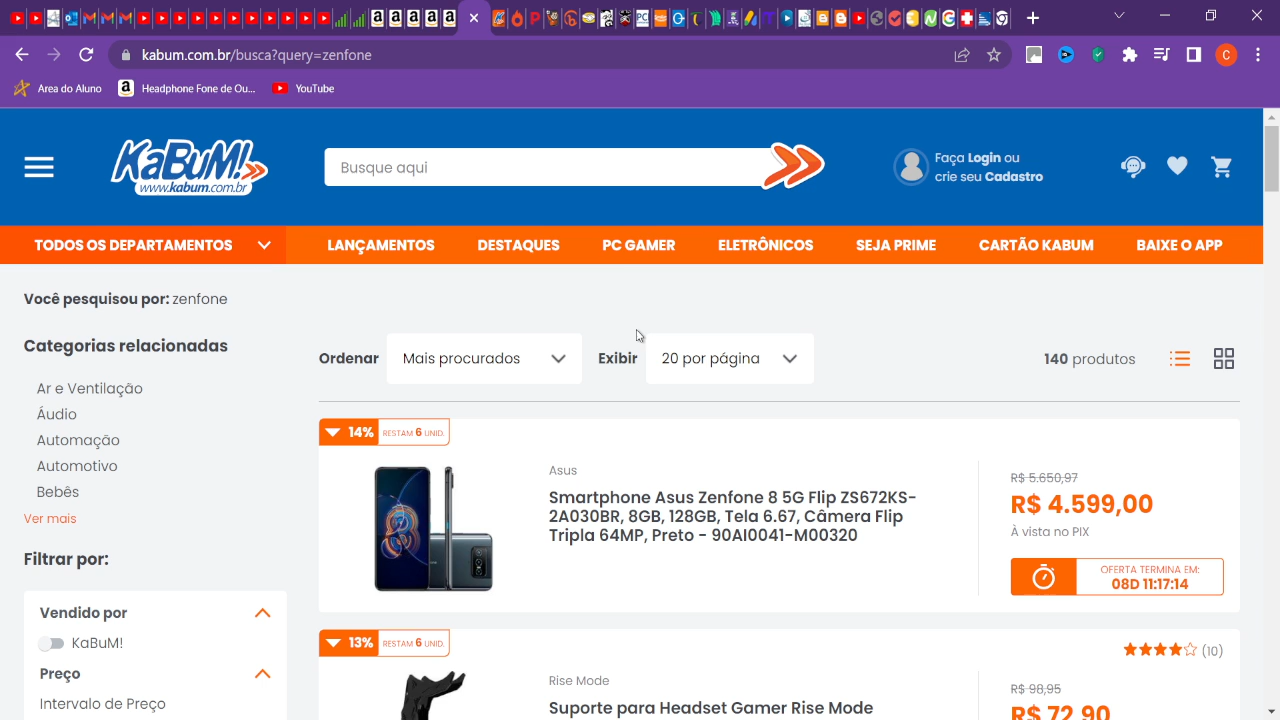 kabum.com.br/busca?query=zenfone
Area do Aluno
Headphone Fone de Ou...
YouTube
C
KaBuM!
www.kabum.com.br
Busque aqui
Faça Login ou
crie seu Cadastro
TODOS OS DEPARTAMENTOS
LANÇAMENTOS
DESTAQUES
PC GAMER
ELETRÔNICOS
SEJA PRIME
CARTÃO KABUM
BAIXE O APP
Você pesquisou por: zenfone
Categorias relacionadas
Ar e Ventilação
Áudio
Automação
Automotivo
Bebês
Ver mais
Filtrar por:
Vendido por
KaBuM!
Preço
Intervalo de Preço
Ordenar
Mais procurados
Exibir
20 por página
140 produtos
14%
RESTAM 6 UNID.
Asus
Smartphone Asus Zenfone 8 5G Flip ZS672KS-
2A030BR, 8GB, 128GB, Tela 6.67, Câmera Flip
Tripla 64MP, Preto - 90AI0041-M00320
R$ 5.650,97
R$ 4.599,00
À vista no PIX
OFERTA TERMINA EM:
08D 11:17:14
13%
RESTAM 6 UNID.
(10)
Rise Mode
Suporte para Headset Gamer Rise Mode
R$ 98,95
R$ 72,90